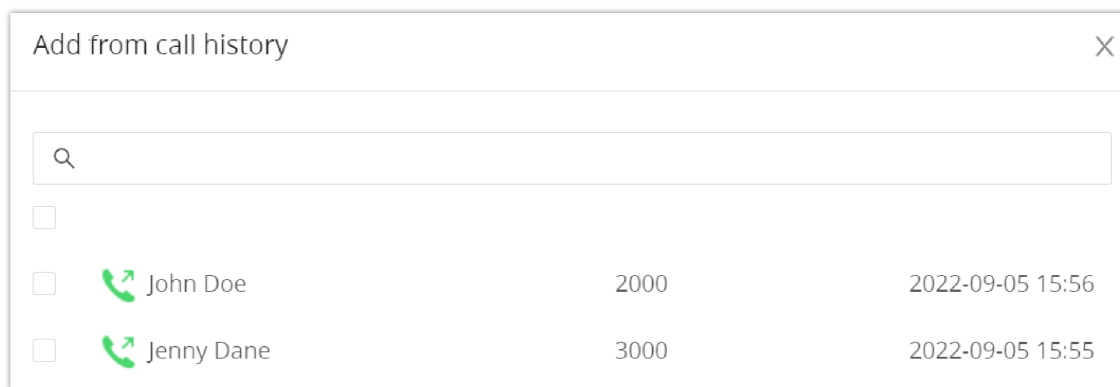 Add from call history
John Doe 2000 2022-09-05 15:56
Jenny Dane 3000 2022-09-05 15:55